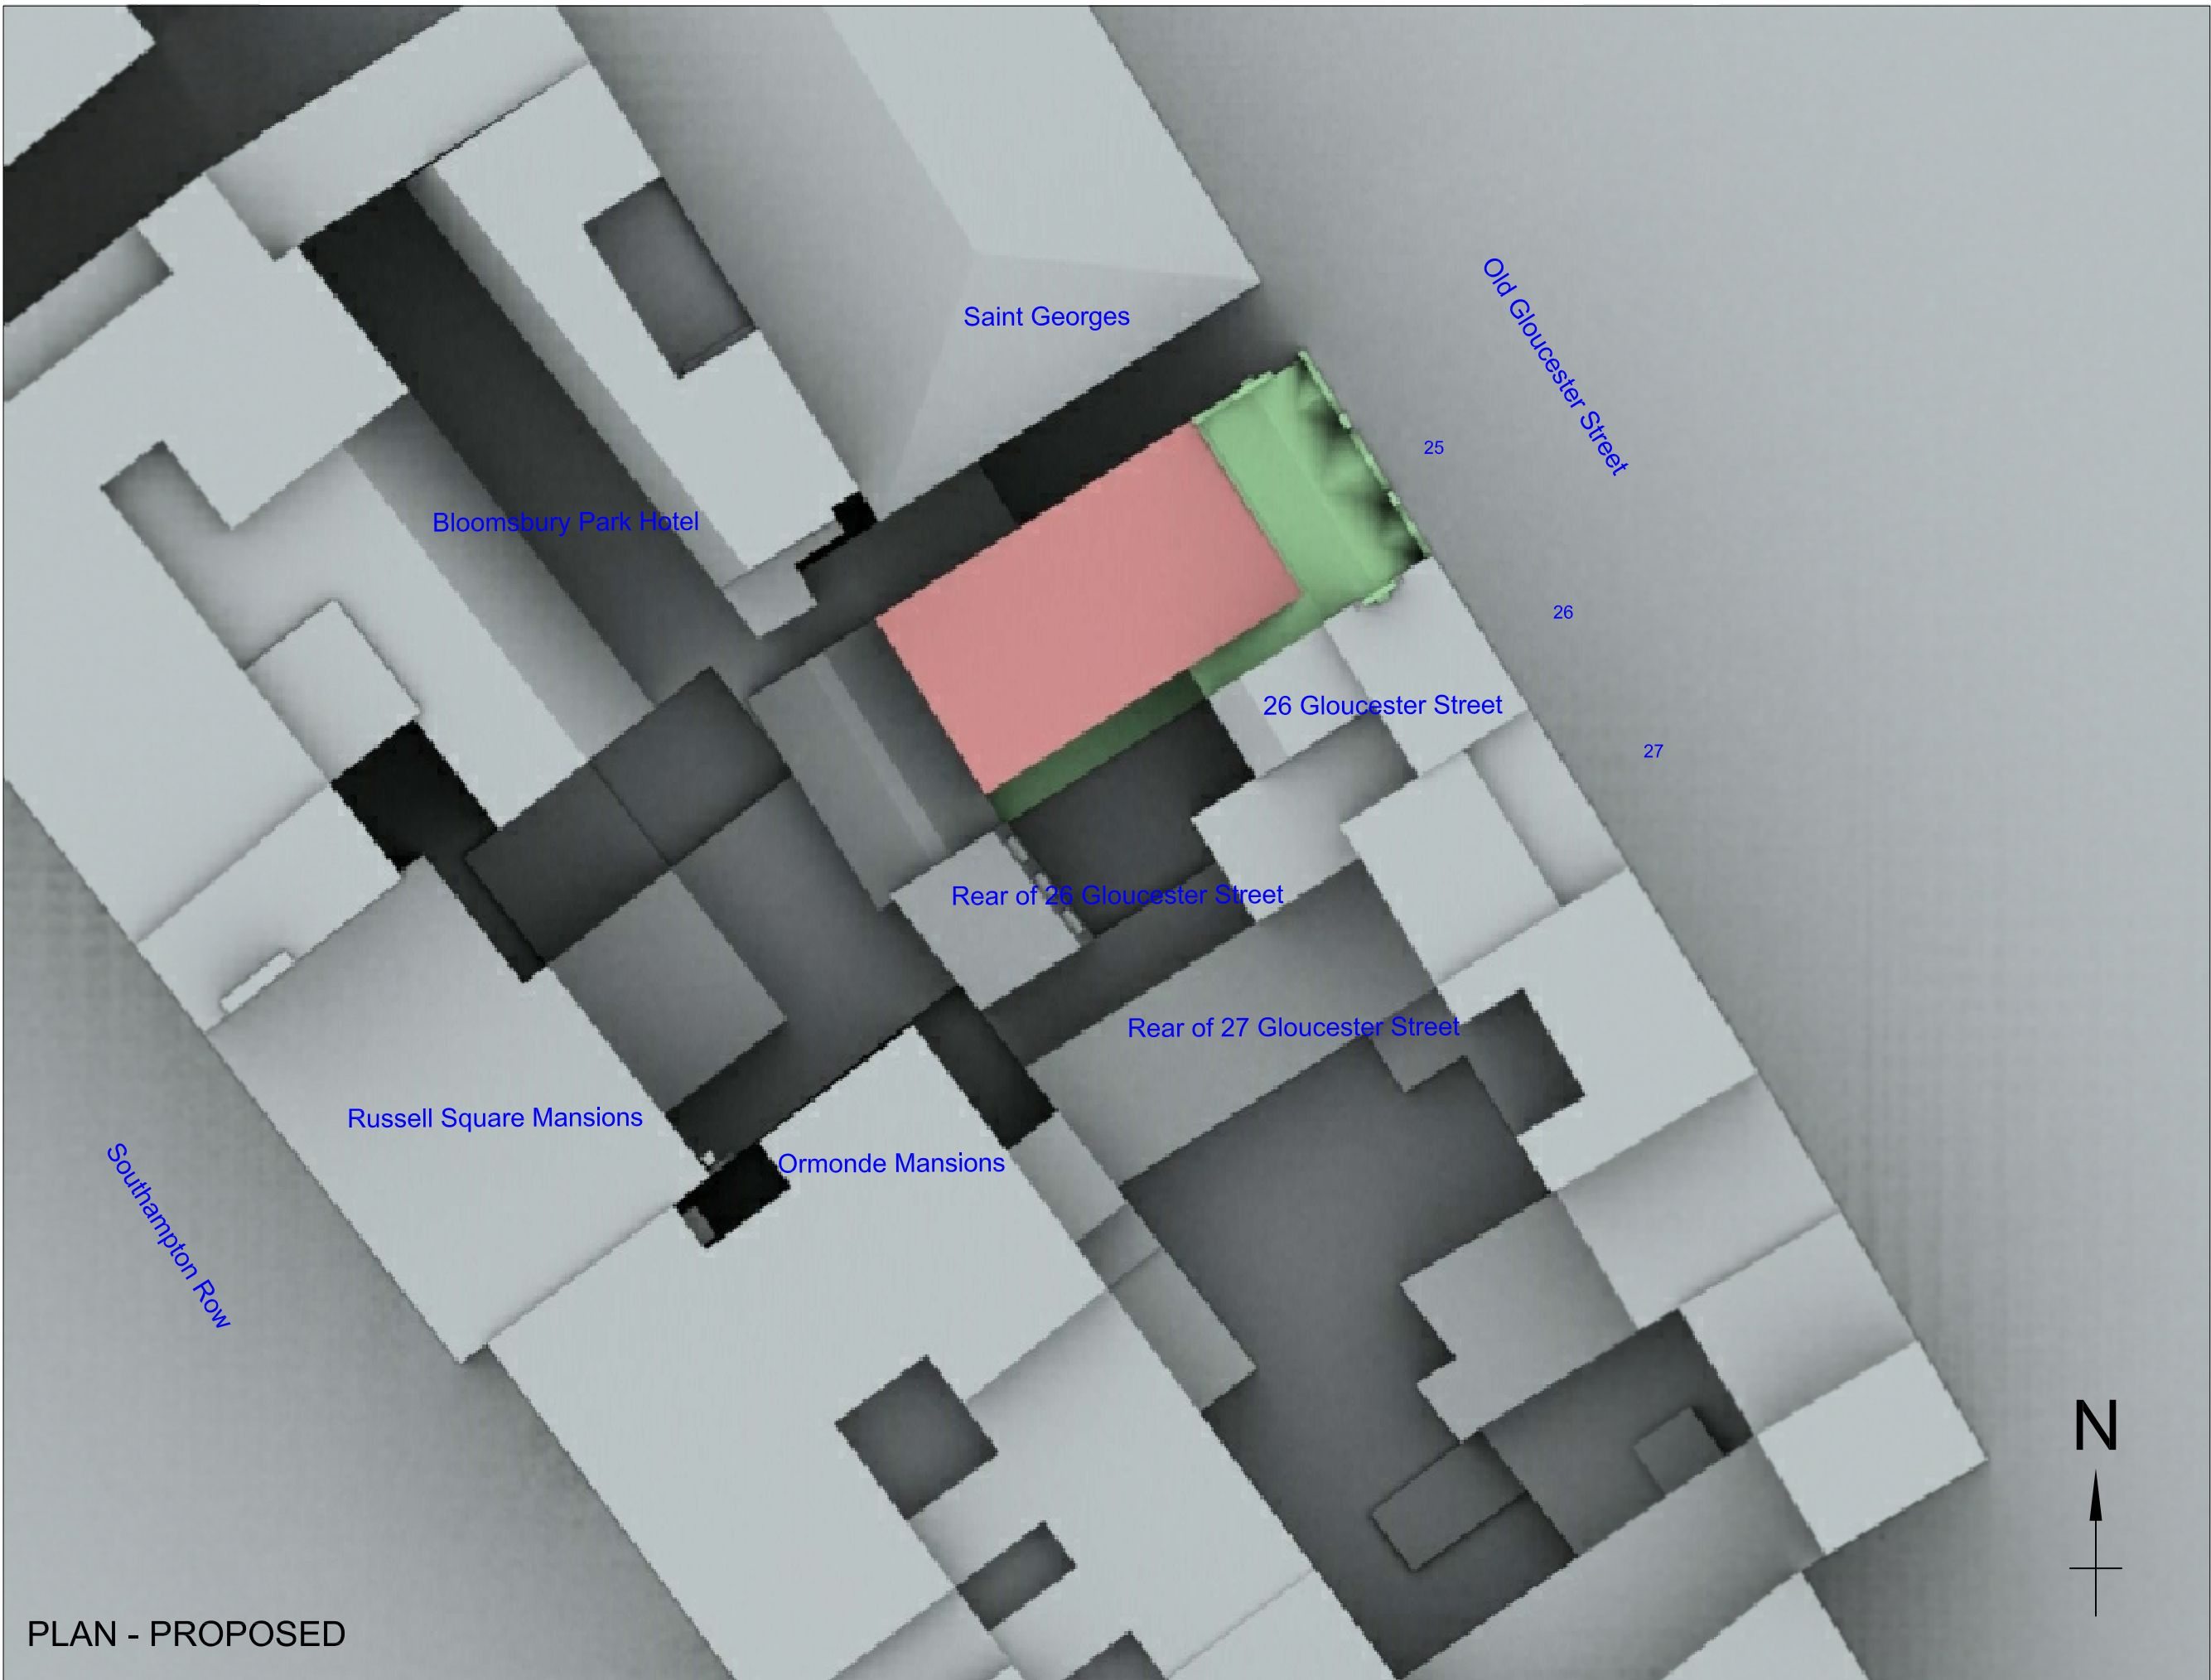 Old Gloucester Street
Saint Georges
25
Bloomsbury Park Hotel
26
26 Gloucester Street
27
Rear of 26 Gloucester Street
Rear of 27 Gloucester Street
Russell Square Mansions
Ormonde Mansions
Southampton Row
N
PLAN - PROPOSED